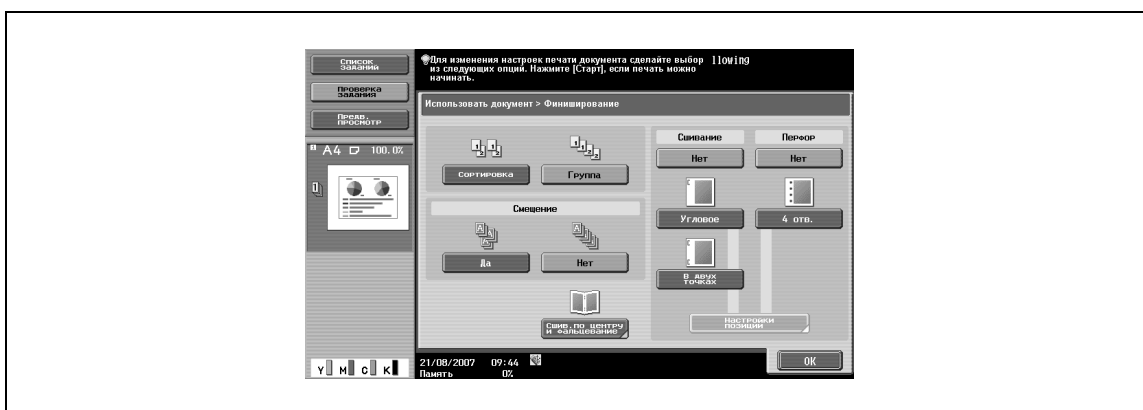 Список
задания
Проверка
задания
Предв.
просмотр
A4 100.0%
1
Для изменения настроек печати документа сделайте выбор llowing
из следующих опций. Нажмите [Старт], если печать можно
начинать.
Использовать документ > Финиширование
Сортировка
Группа
Смещение
Да
Нет
Сшив.по центру
и фальцевание
Сшивание
Нет
Угловое
В двух
точках
Перфор
Нет
4 отв.
Настройки
позиции
OK
Y M C K
21/08/2007 09:44
Память 0%